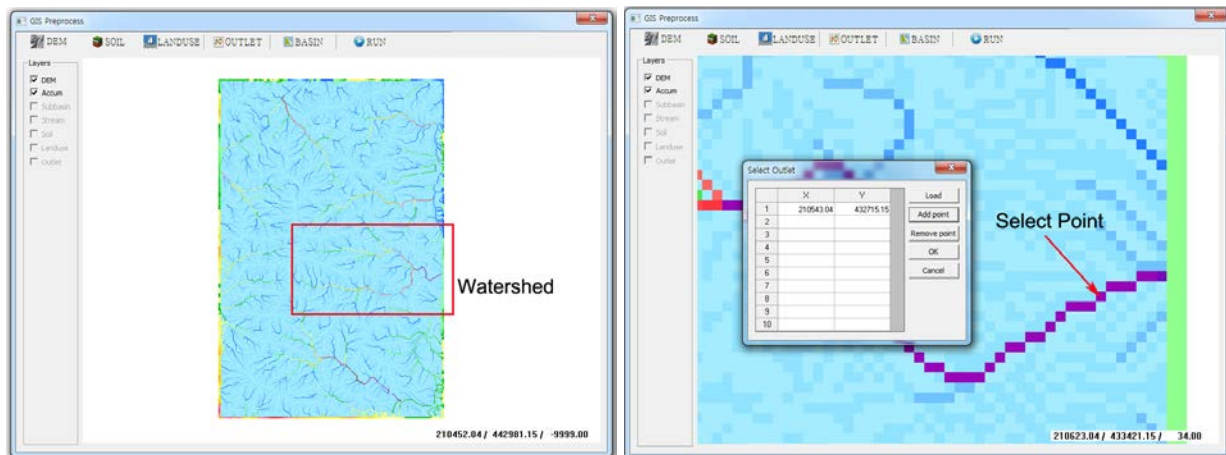 GIS Preprocess
DEM SOIL LANDUSE OUTLET BASIN RUN
Layers
DEM
Accum
Subbasin
Stream
Soil
Landuse
Outlet
Watershed
210452.04 / 442981.15 / -9999.00
GIS Preprocess
DEM SOIL LANDUSE OUTLET BASIN RUN
Layers
DEM
Accum
Subbasin
Stream
Soil
Landuse
Outlet
Select Outlet
X Y
1 210543.04 432715.15
2
3
4
5
6
7
8
9
10
Load
Add point
Remove point
OK
Cancel
Select Point
210623.04 / 433421.15 / 34.00